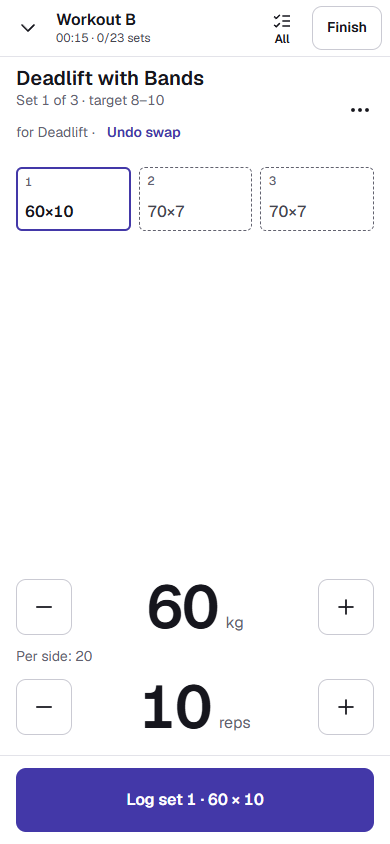 Workout B
00:15 · 0/23 sets
All
Finish
Deadlift with Bands
Set 1 of 3 · target 8–10
for Deadlift · Undo swap
1
60×10
2
70×7
3
70×7
60 kg
Per side: 20
10 reps
Log set 1 · 60 × 10